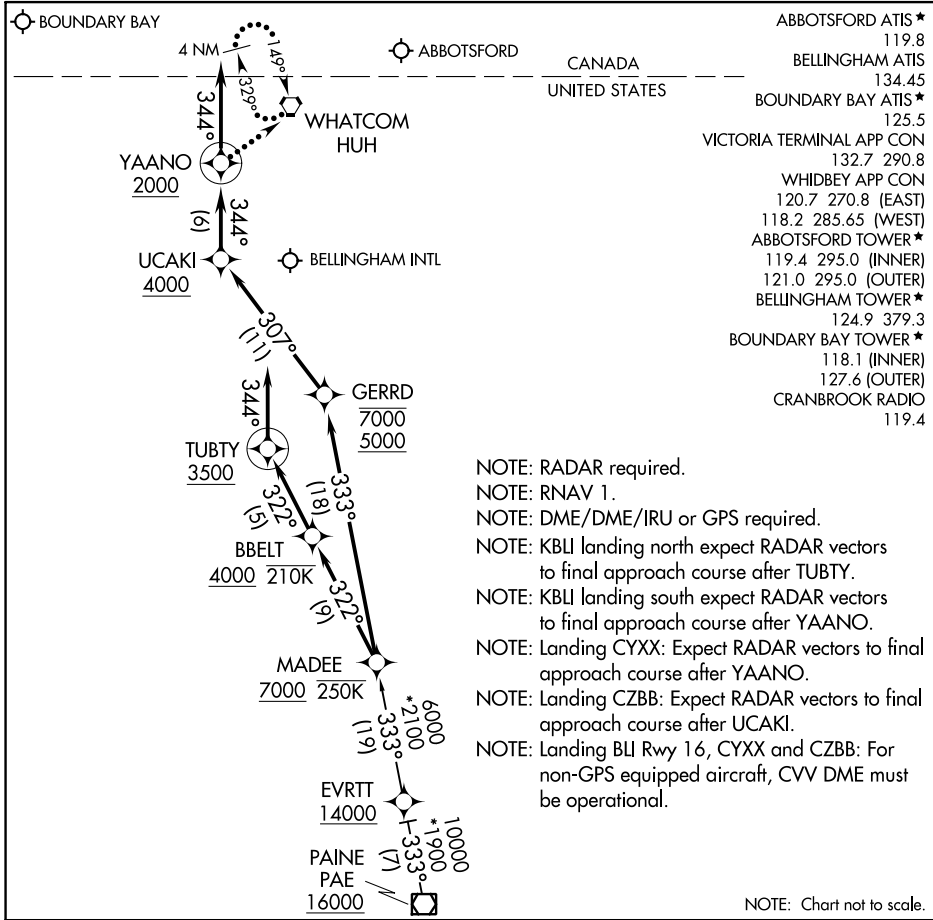 BOUNDARY BAY
4 NM
149°
329°
ABBOTSFORD
CANADA
UNITED STATES
WHATCOM
HUH
344°
YAANO
2000
344°
(6)
UCAKI
4000
BELLINGHAM INTL
307°
(11)
GERRD
7000
5000
344°
TUBTY
3500
333°
(18)
322°
(5)
BBELT
4000 210K
322°
(9)
MADEE
7000 250K
6000
*2100
333°
(19)
EVRTT
14000
10000
*1900
333°
(7)
PAINE
PAE
16000
ABBOTSFORD ATIS★
119.8
BELLINGHAM ATIS
134.45
BOUNDARY BAY ATIS★
125.5
VICTORIA TERMINAL APP CON
132.7 290.8
WHIDBEY APP CON
120.7 270.8 (EAST)
118.2 285.65 (WEST)
ABBOTSFORD TOWER★
119.4 295.0 (INNER)
121.0 295.0 (OUTER)
BELLINGHAM TOWER★
124.9 379.3
BOUNDARY BAY TOWER★
118.1 (INNER)
127.6 (OUTER)
CRANBROOK RADIO
119.4
NOTE: RADAR required.
NOTE: RNAV 1.
NOTE: DME/DME/IRU or GPS required.
NOTE: KBLI landing north expect RADAR vectors
to final approach course after TUBTY.
NOTE: KBLI landing south expect RADAR vectors
to final approach course after YAANO.
NOTE: Landing CYXX: Expect RADAR vectors to final
approach course after YAANO.
NOTE: Landing CZBB: Expect RADAR vectors to final
approach course after UCAKI.
NOTE: Landing BLI Rwy 16, CYXX and CZBB: For
non-GPS equipped aircraft, CVV DME must
be operational.
NOTE: Chart not to scale.